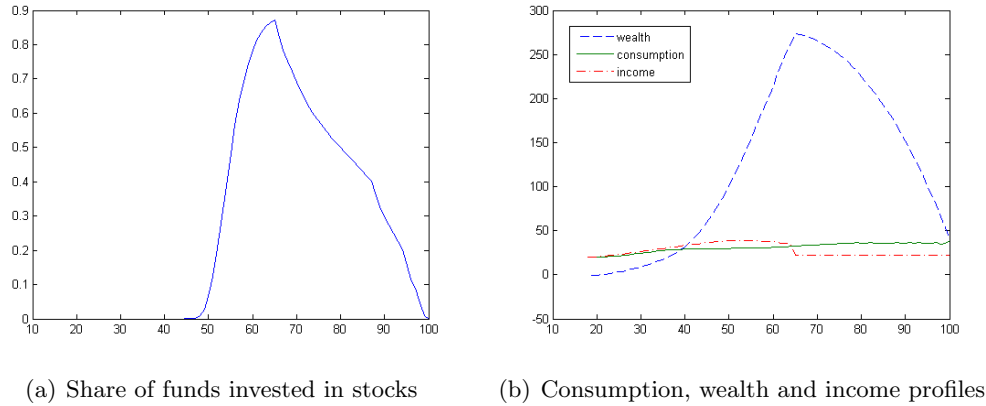 0.9
0.8
0.7
0.6
0.5
0.4
0.3
0.2
0.1
0
10 20 30 40 50 60 70 80 90 100
(a) Share of funds invested in stocks
300
250
200
150
100
50
0
-50
wealth
consumption
income
10 20 30 40 50 60 70 80 90 100
(b) Consumption, wealth and income profiles